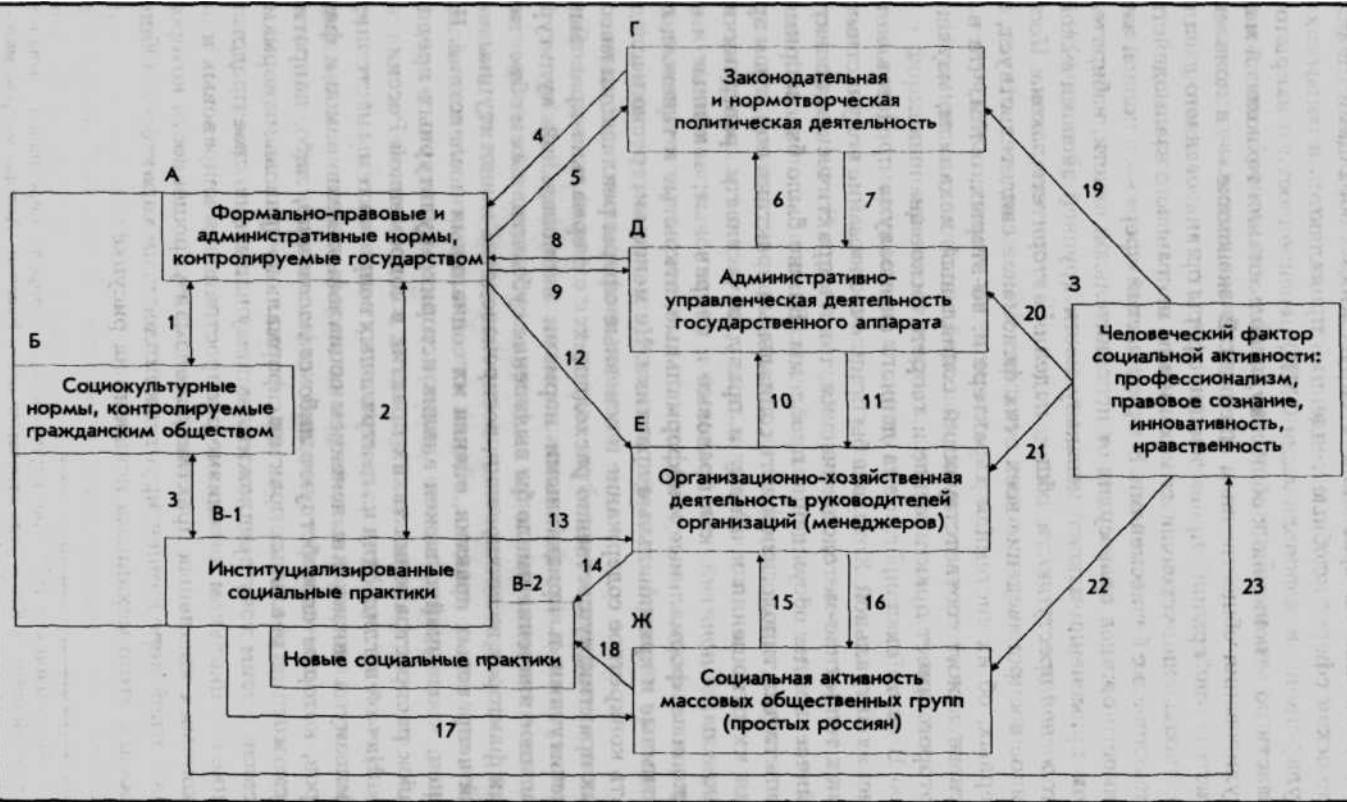 Г
Законодательная
и нормотворческая
политическая деятельность
4
5
6
7
19
А
Формально-правовые и
административные нормы,
контролируемые государством
8
9
Д
Административно-
управленческая деятельность
государственного аппарата
20
З
Человеческий фактор
социальной активности:
профессионализм,
правовое сознание,
инновативность,
нравственность
1
2
12
10
11
21
Б
Социокультурные
нормы, контролируемые
гражданским обществом
Е
Организационно-хозяйственная
деятельность руководителей
организаций (менеджеров)
3
В-1
13
14
Институциализированные
социальные практики
В-2
15
16
22
23
Новые социальные практики
18
Ж
Социальная активность
массовых общественных групп
(простых россиян)
17